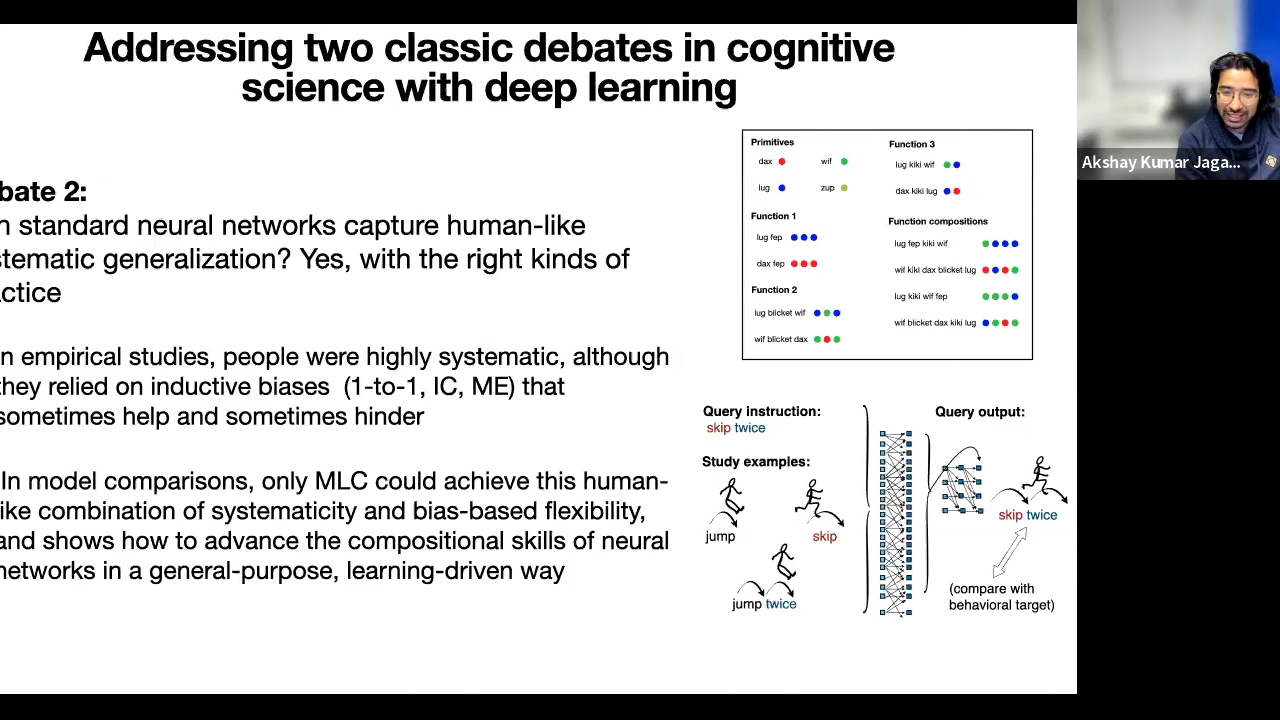 Addressing two classic debates in cognitive
science with deep learning
bate 2:
n standard neural networks capture human-like
stematic generalization? Yes, with the right kinds of
actice
n empirical studies, people were highly systematic, although
they relied on inductive biases (1-to-1, IC, ME) that
sometimes help and sometimes hinder
In model comparisons, only MLC could achieve this human-
like combination of systematicity and bias-based flexibility,
and shows how to advance the compositional skills of neural
networks in a general-purpose, learning-driven way
Primitives
dax
wif
lug
zup
Function 1
lug fep
dax fep
Function 2
lug blicket wif
wif blicket dax
Function 3
lug kiki wif
dax kiki lug
Function compositions
lug fep kiki wif
wif kiki dax blicket lug
lug kiki wif fep
wif blicket dax kiki lug
Query instruction:
skip twice
Study examples:
jump
skip
jump twice
Query output:
skip twice
(compare with
behavioral target)
Akshay Kumar Jaga...